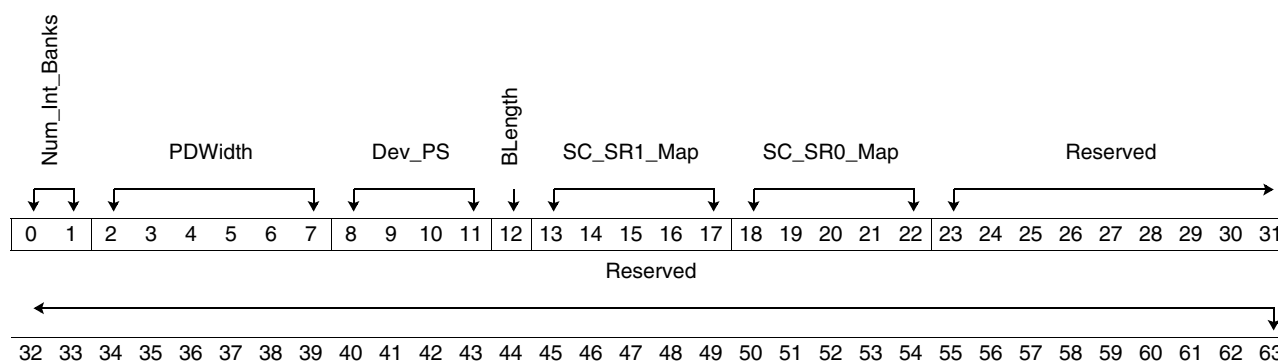 Num_Int_Banks PDWidth Dev_PS BLength SC_SR1_Map SC_SR0_Map Reserved
0 1 2 3 4 5 6 7 8 9 10 11 12 13 14 15 16 17 18 19 20 21 22 23 24 25 26 27 28 29 30 31
Reserved
32 33 34 35 36 37 38 39 40 41 42 43 44 45 46 47 48 49 50 51 52 53 54 55 56 57 58 59 60 61 62 63